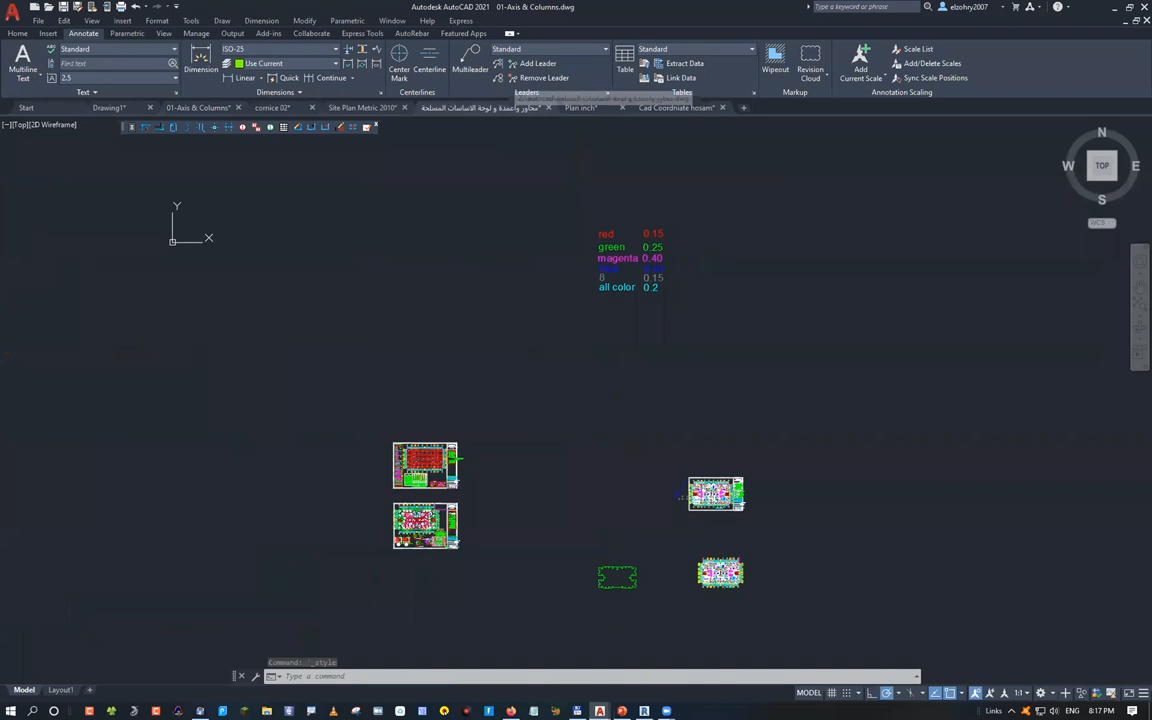 Autodesk AutoCAD 2021 01-Axis & Columns.dwg
Type a keyword or phrase
elzohry2007
File Edit View Insert Format Tools Draw Dimension Modify Parametric Window Help Express
Home Insert Annotate Parametric View Manage Output Add-ins Collaborate Express Tools AutoRebar Featured Apps
Multiline Text
Standard
Find text
2.5
Text
Dimension
ISO-25
Use Current
Linear Quick Continue
Dimensions
Center Mark
Centerline
Centerlines
Multileader
Standard
Add Leader
Remove Leader
Leaders
Table
Standard
Extract Data
Link Data
Tables
Wipeout
Revision Cloud
Markup
Add Current Scale
Scale List
Add/Delete Scales
Sync Scale Positions
Annotation Scaling
Start Drawing1* 01-Axis & Columns* cornice 02* Site Plan Metric 2010* محاور وأعمدة و لوحة الاساسات المسلحة* Plan inch* Cad Coordniate hosam*
[−][Top][2D Wireframe]
N
W TOP E
S
WCS
Y
X
red 0.15
green 0.25
magenta 0.40
8 0.15
all color 0.2
Command: '_style
Type a command
Model Layout1
MODEL
1:1
Links
ENG 8:17 PM